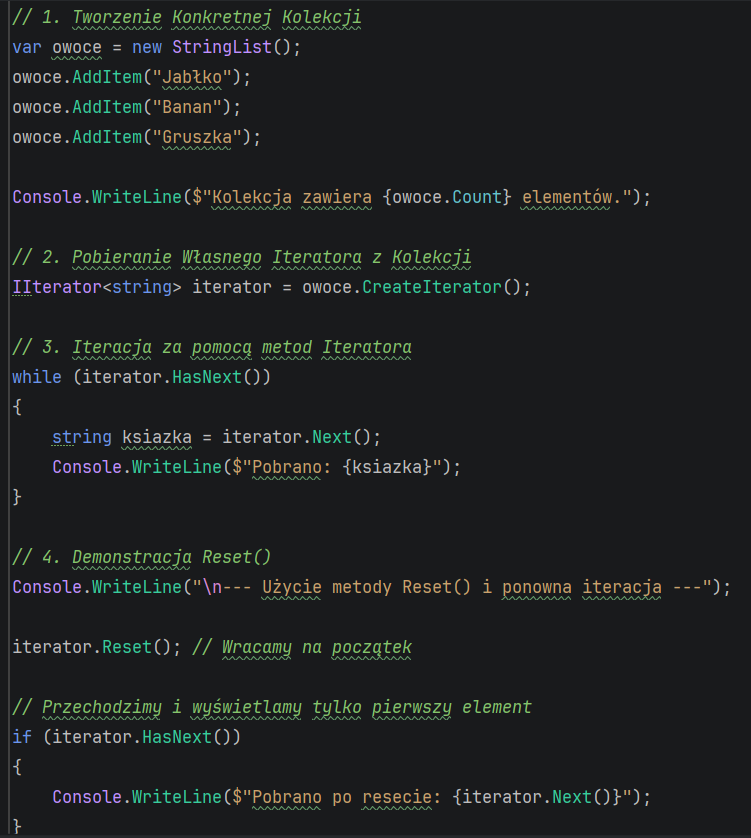 // 1. Tworzenie Konkretnej Kolekcji
var owoce = new StringList();
owoce.AddItem("Jabłko");
owoce.AddItem("Banan");
owoce.AddItem("Gruszka");
Console.WriteLine($"Kolekcja zawiera {owoce.Count} elementów.");
// 2. Pobieranie Własnego Iteratora z Kolekcji
IIterator<string> iterator = owoce.CreateIterator();
// 3. Iteracja za pomocą metod Iteratora
while (iterator.HasNext())
{
    string ksiazka = iterator.Next();
    Console.WriteLine($"Pobrano: {ksiazka}");
}
// 4. Demonstracja Reset()
Console.WriteLine("\n--- Użycie metody Reset() i ponowna iteracja ---");
iterator.Reset(); // Wracamy na początek
// Przechodzimy i wyświetlamy tylko pierwszy element
if (iterator.HasNext())
{
    Console.WriteLine($"Pobrano po resecie: {iterator.Next()}");
}